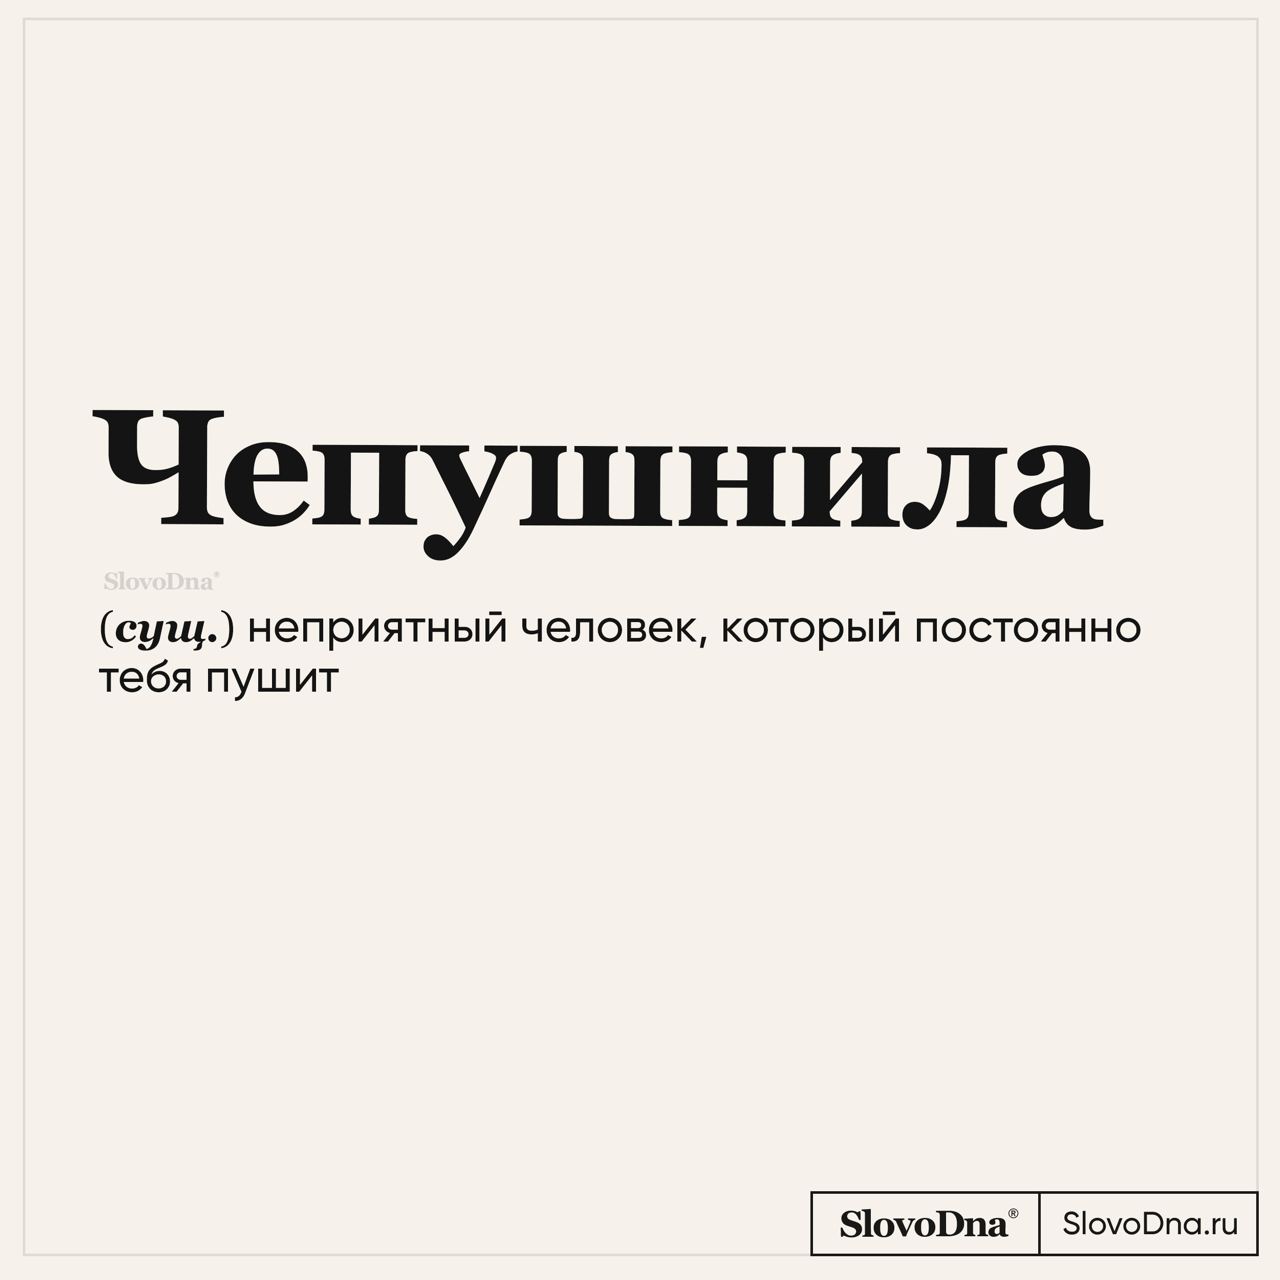 Чепушнила
SlovoDna®
(сущ.) неприятный человек, который постоянно
тебя пушит
SlovoDna® SlovoDna.ru